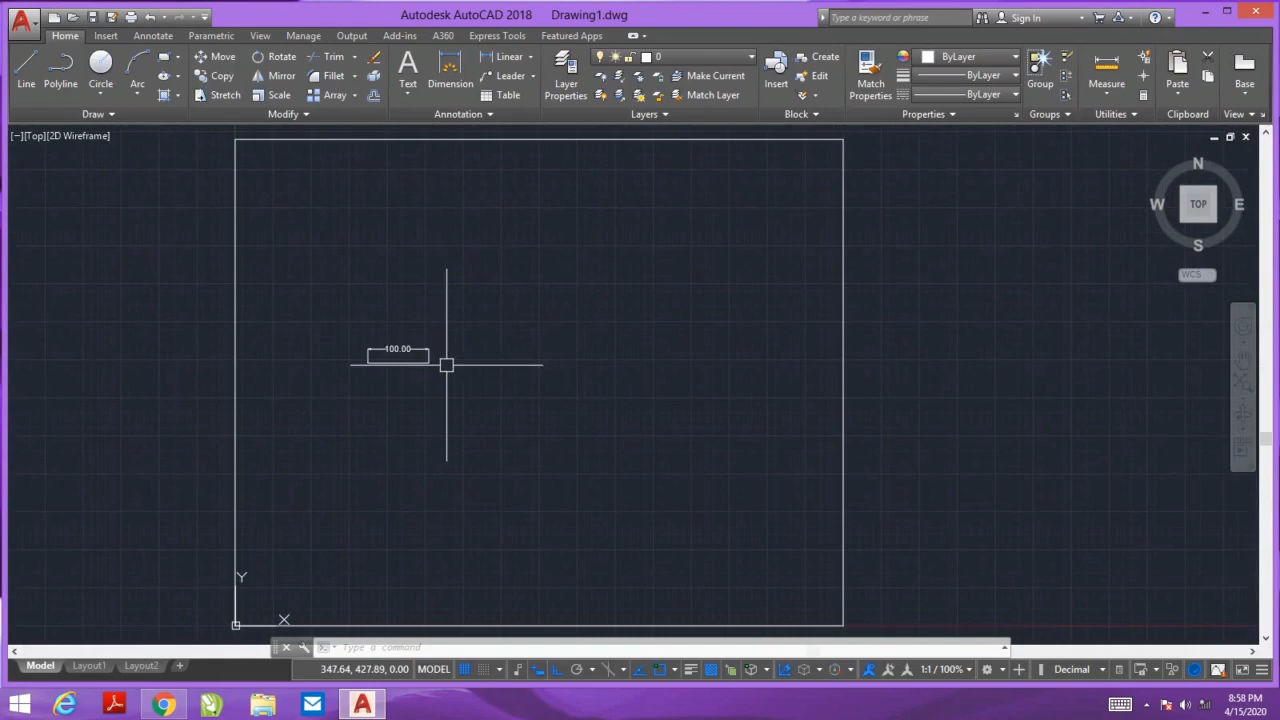 Autodesk AutoCAD 2018 Drawing1.dwg
Type a keyword or phrase
Sign In
Home Insert Annotate Parametric View Manage Output Add-ins A360 Express Tools Featured Apps
Line Polyline Circle Arc
Move Rotate Trim
Copy Mirror Fillet
Stretch Scale Array
Text Dimension
Linear
Leader
Table
Layer
Properties
0
Make Current
Match Layer
Insert
Create
Edit
Match
Properties
ByLayer
ByLayer
ByLayer
Group
Measure
Paste
Base
Draw Modify Annotation Layers Block Properties Groups Utilities Clipboard View
[−][Top][2D Wireframe]
N
W TOP E
S
WCS
100.00
Y
X
Type a command
Model Layout1 Layout2 +
347.64, 427.89, 0.00 MODEL 1:1 / 100% Decimal
8:58 PM
4/15/2020